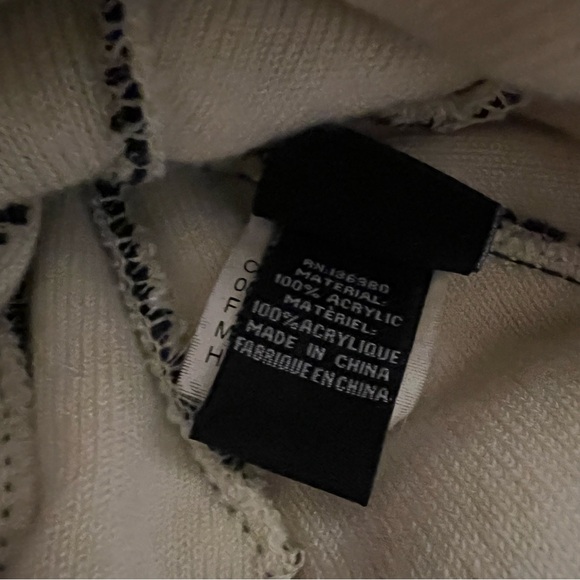 RN.136980
MATERIAL:
100% ACRYLIC
MATÉRIEL:
100%ACRYLIQUE
MADE IN CHINA
FABRIQUE EN CHINA.